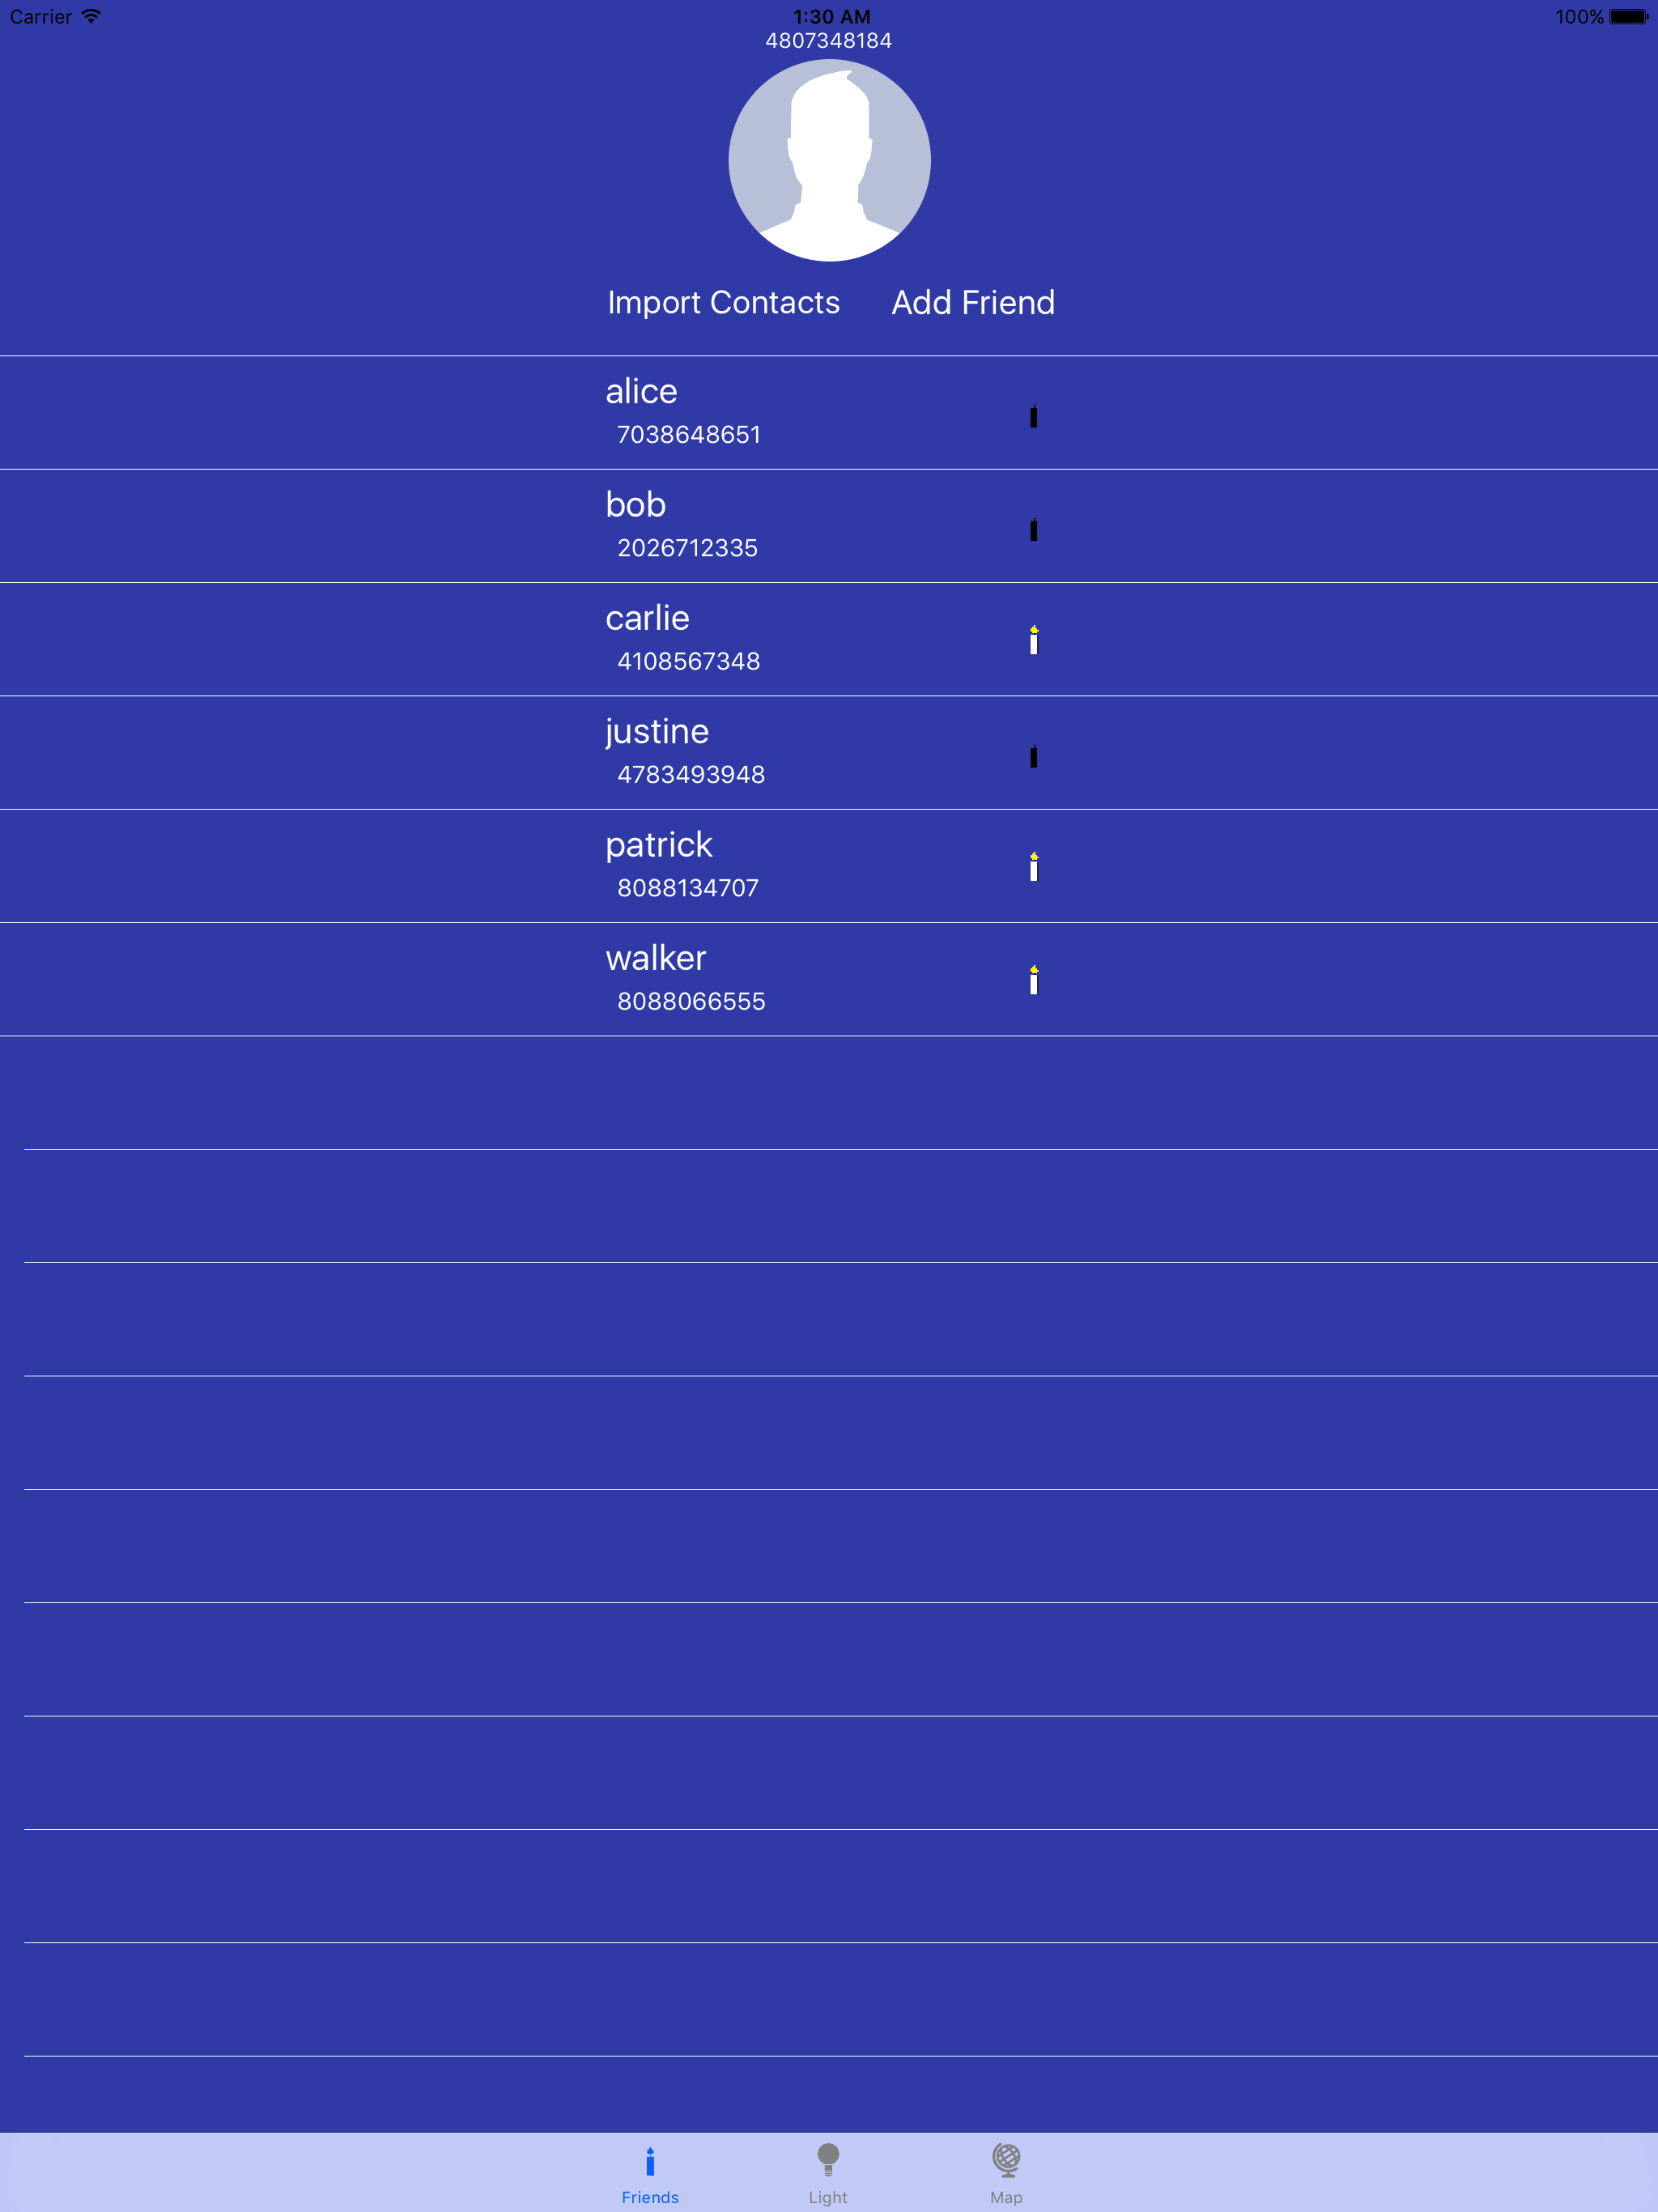 Carrier 1:30 AM 100%
4807348184
Import Contacts Add Friend
alice
7038648651
bob
2026712335
carlie
4108567348
justine
4783493948
patrick
8088134707
walker
8088066555
Friends Light Map